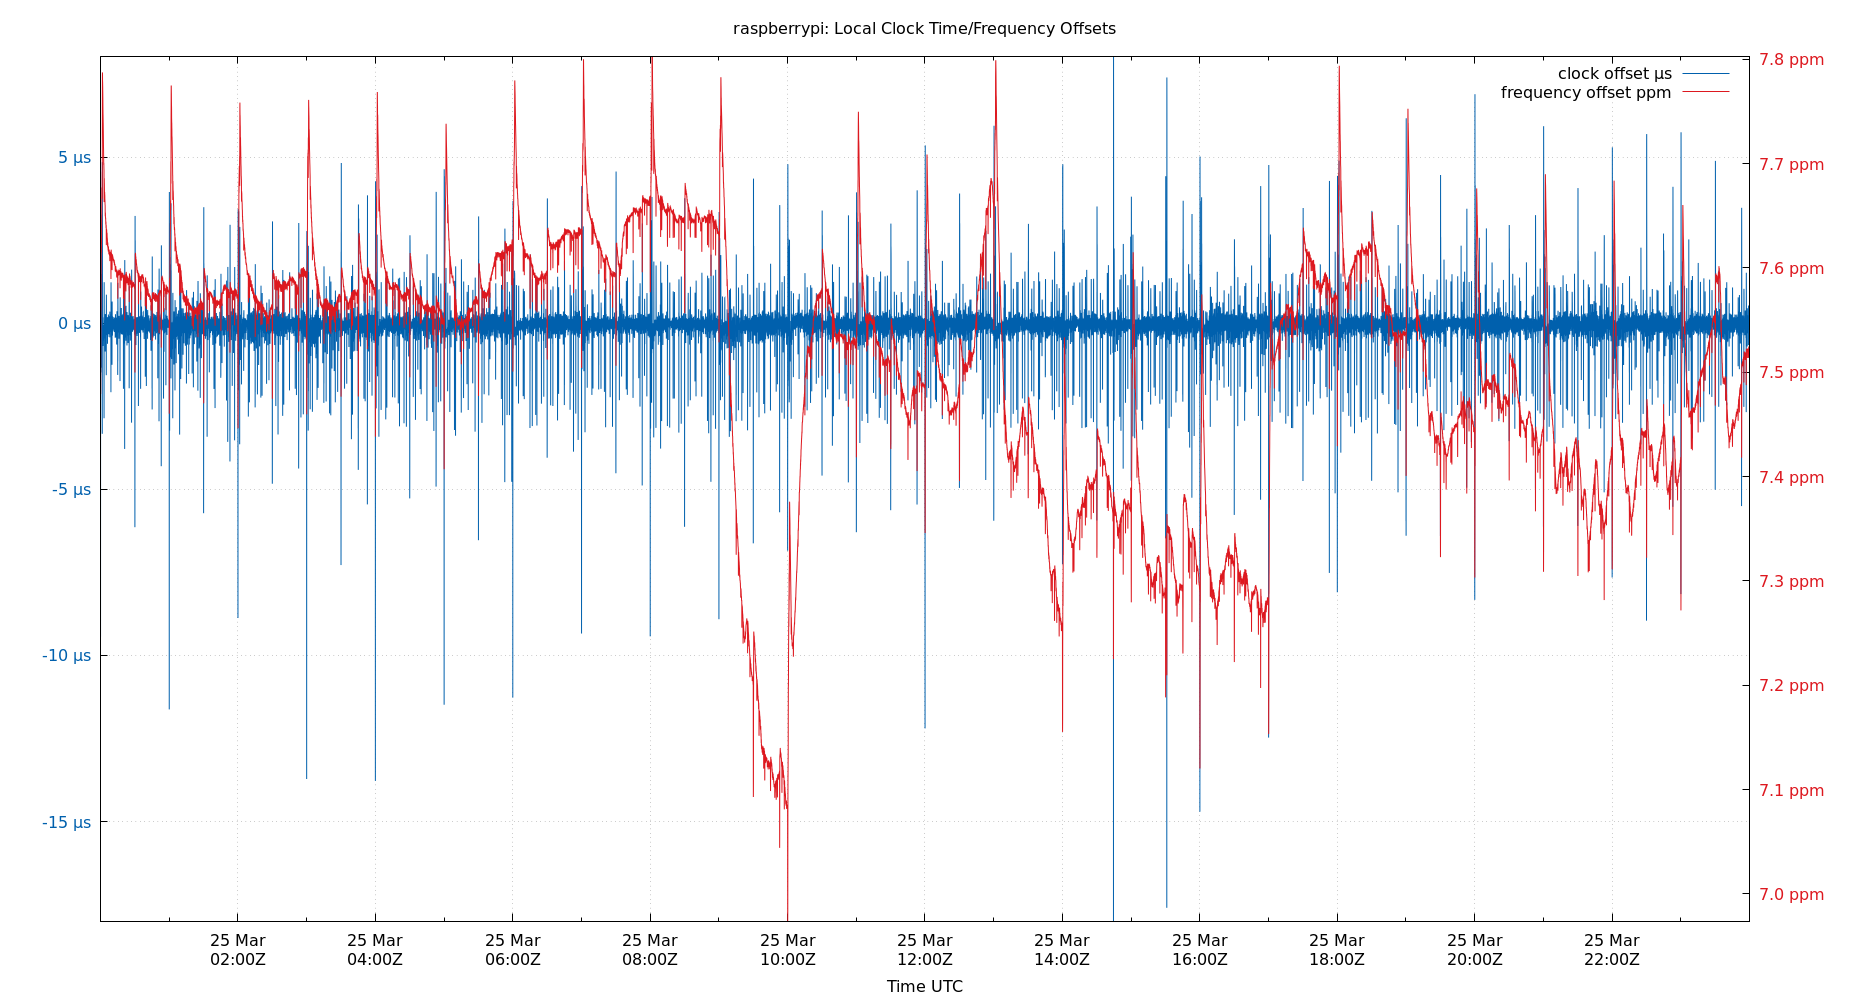 raspberrypi: Local Clock Time/Frequency Offsets
clock offset µs
frequency offset ppm
5 µs
0 µs
-5 µs
-10 µs
-15 µs
7.8 ppm
7.7 ppm
7.6 ppm
7.5 ppm
7.4 ppm
7.3 ppm
7.2 ppm
7.1 ppm
7.0 ppm
25 Mar 25 Mar 25 Mar 25 Mar 25 Mar 25 Mar 25 Mar 25 Mar 25 Mar 25 Mar 25 Mar
02:00Z 04:00Z 06:00Z 08:00Z 10:00Z 12:00Z 14:00Z 16:00Z 18:00Z 20:00Z 22:00Z
Time UTC